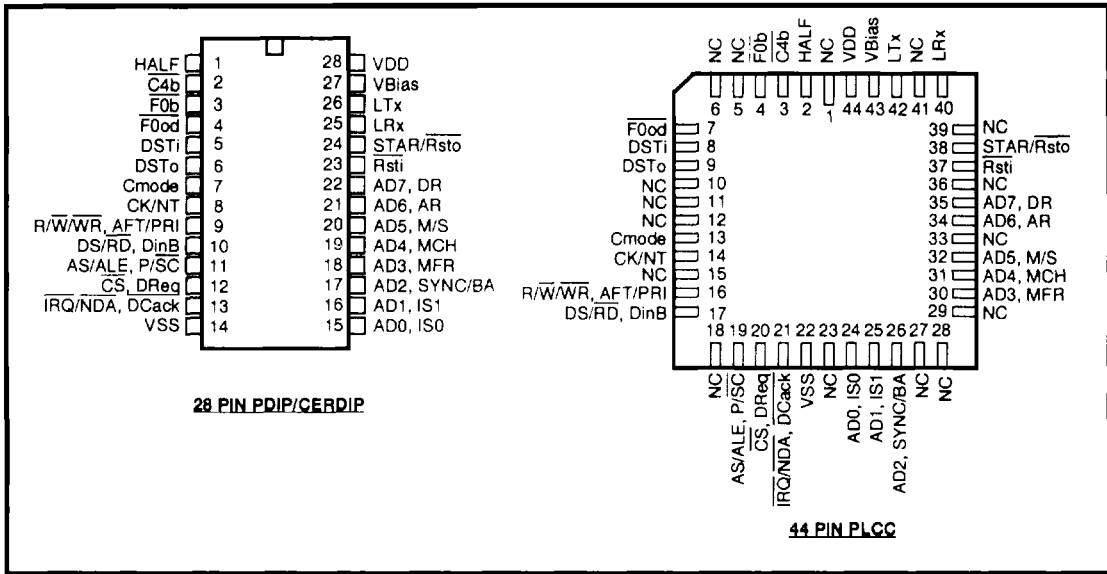 HALF 1 28 VDD
C4b 2 27 VBias
F0b 3 26 LTx
F0od 4 25 LRx
DSTi 5 24 STAR/Rsto
DSTo 6 23 Rsti
Cmode 7 22 AD7, DR
CK/NT 8 21 AD6, AR
R/W/WR, AFT/PRI 9 20 AD5, M/S
DS/RD, DinB 10 19 AD4, MCH
AS/ALE, P/SC 11 18 AD3, MFR
CS, DReq 12 17 AD2, SYNC/BA
IRQ/NDA, DCack 13 16 AD1, IS1
VSS 14 15 AD0, IS0
28 PIN PDIP/CERDIP
NC NC F0b C4b HALF NC VDD VBias LTx NC LRx
6 5 4 3 2 1 44 43 42 41 40
F0od 7 39 NC
DSTi 8 38 STAR/Rsto
DSTo 9 37 Rsti
NC 10 36 NC
NC 11 35 AD7, DR
NC 12 34 AD6, AR
Cmode 13 33 NC
CK/NT 14 32 AD5, M/S
NC 15 31 AD4, MCH
R/W/WR, AFT/PRI 16 30 AD3, MFR
DS/RD, DinB 17 29 NC
18 19 20 21 22 23 24 25 26 27 28
NC AS/ALE, P/SC CS, DReq IRQ/NDA, DCack VSS NC AD0, IS0 AD1, IS1 AD2, SYNC/BA NC NC
44 PIN PLCC